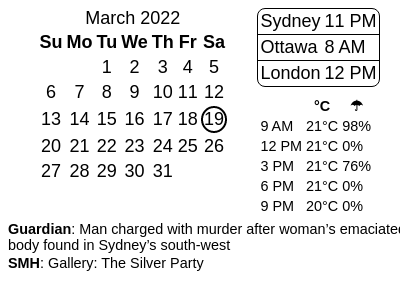 March 2022
Su Mo Tu We Th Fr Sa
1 2 3 4 5
6 7 8 9 10 11 12
13 14 15 16 17 18 19
20 21 22 23 24 25 26
27 28 29 30 31
Sydney 11 PM
Ottawa 8 AM
London 12 PM
°C ☂
9 AM 21°C 98%
12 PM 21°C 0%
3 PM 21°C 76%
6 PM 21°C 0%
9 PM 20°C 0%
Guardian: Man charged with murder after woman’s emaciated
body found in Sydney’s south-west
SMH: Gallery: The Silver Party